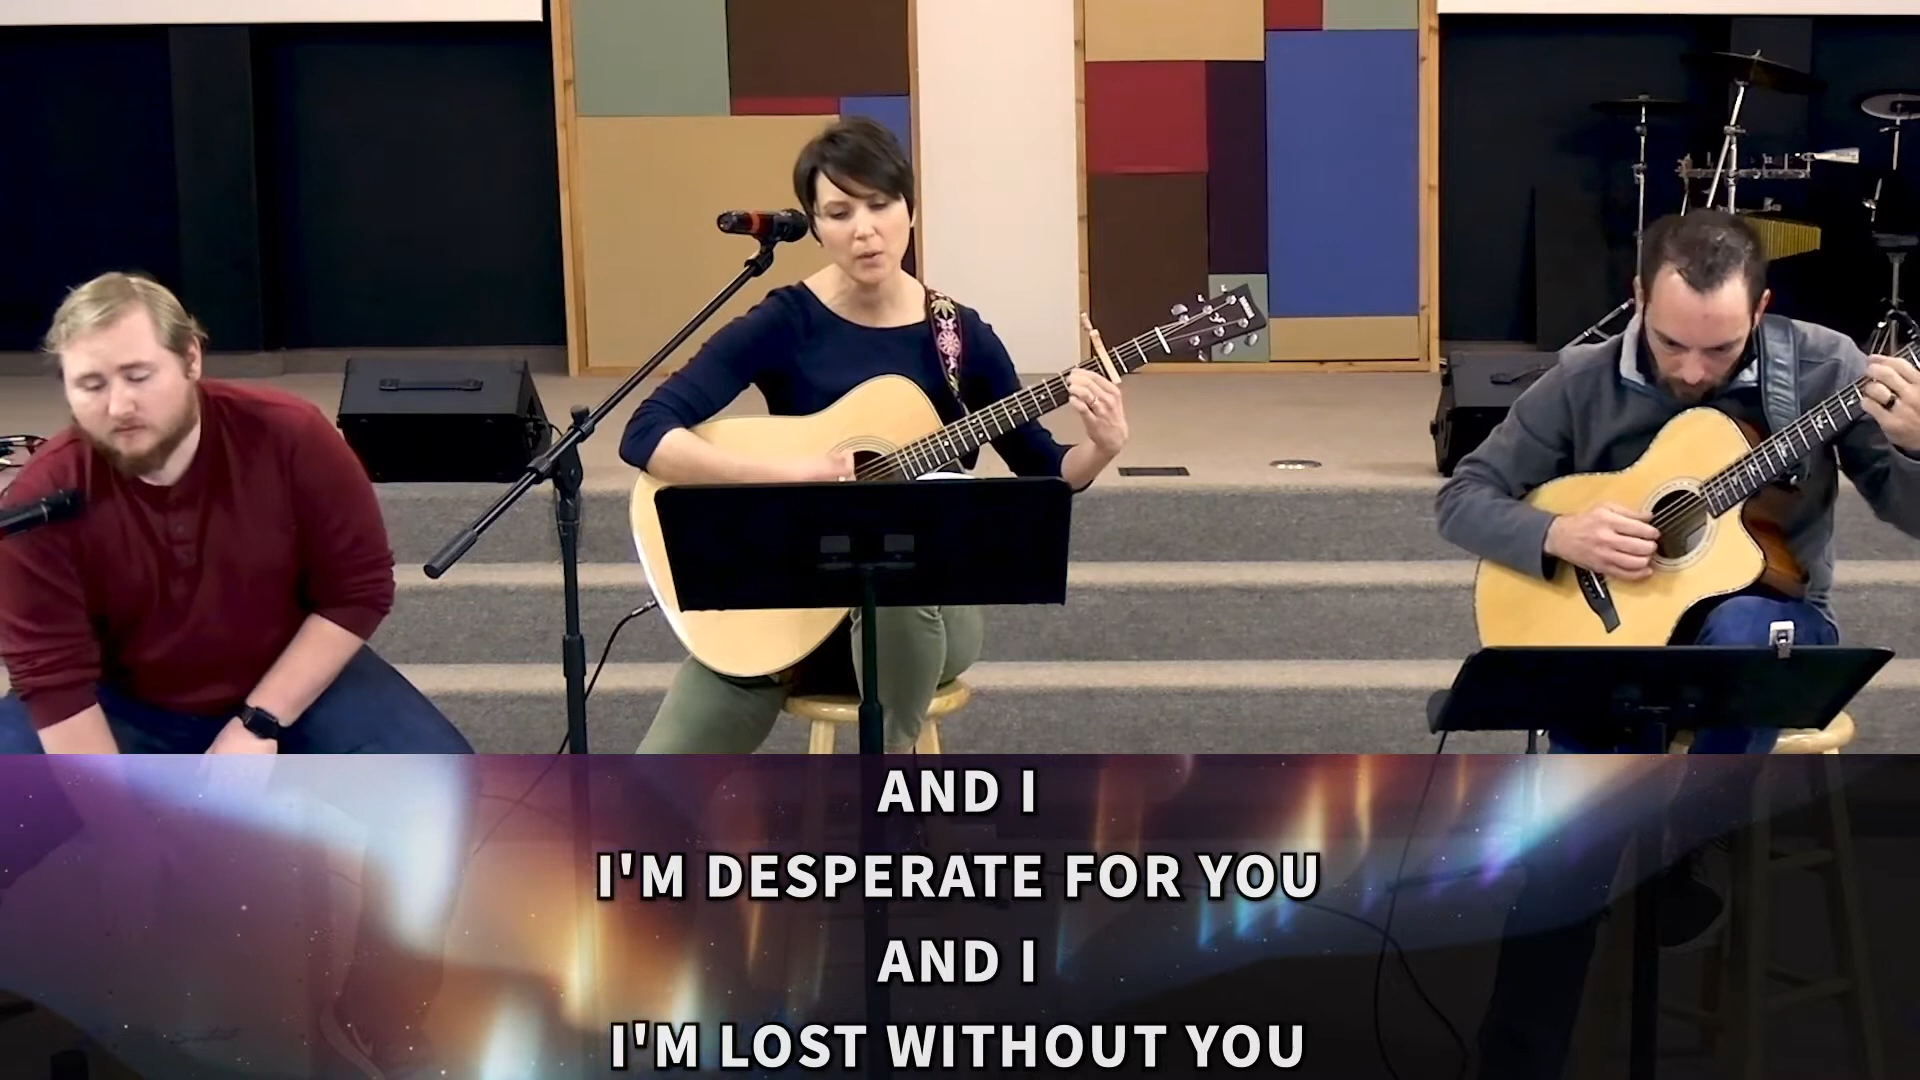 AND I
I'M DESPERATE FOR YOU
AND I
I'M LOST WITHOUT YOU